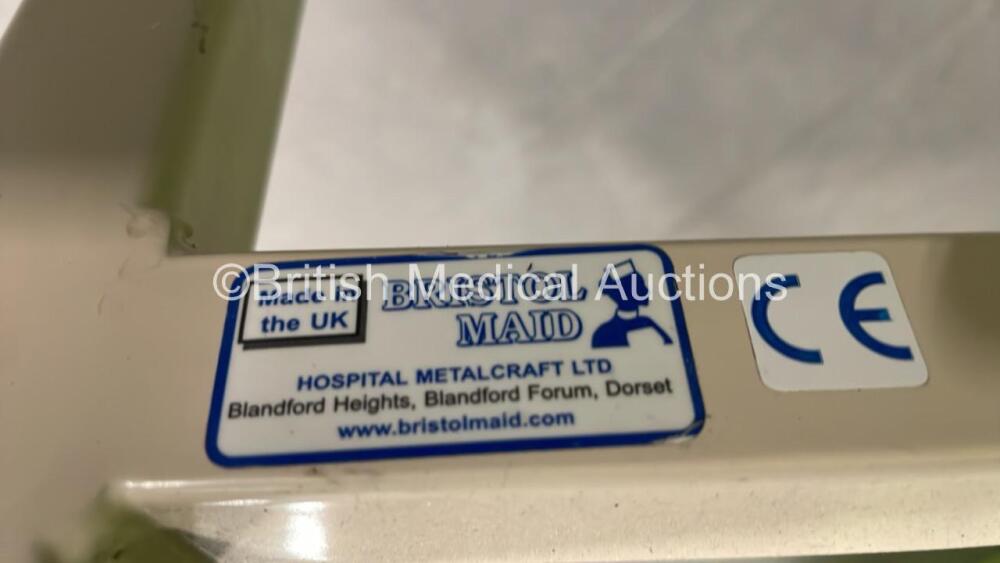 ©British Medical Auctions
Made in
the UK
BRISTOL
MAID
HOSPITAL METALCRAFT LTD
Blandford Heights, Blandford Forum, Dorset
www.bristolmaid.com
CE